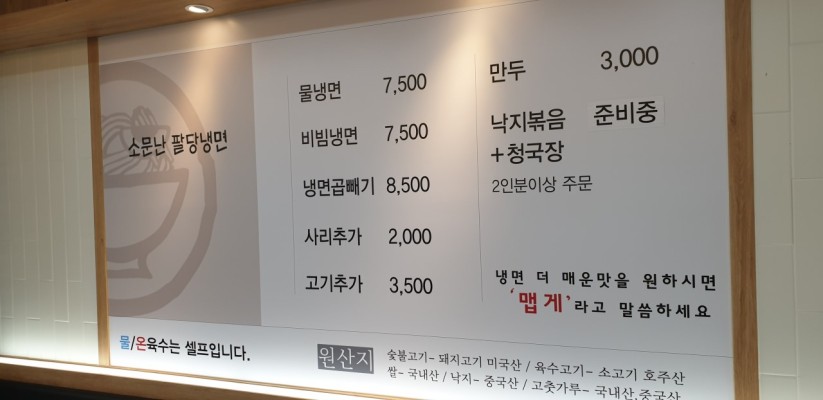 소문난 팔당냉면
물냉면 7,500
비빔냉면 7,500
냉면곱빼기 8,500
사리추가 2,000
고기추가 3,500
만두 3,000
낙지볶음 준비중
+청국장
2인분이상 주문
냉면 더 매운맛을 원하시면
'맵게'라고 말씀하세요
물/온육수는 셀프입니다.
원산지
숯불고기- 돼지고기 미국산 / 육수고기- 소고기 호주산
쌀- 국내산 / 낙지- 중국산 / 고춧가루- 국내산,중국산